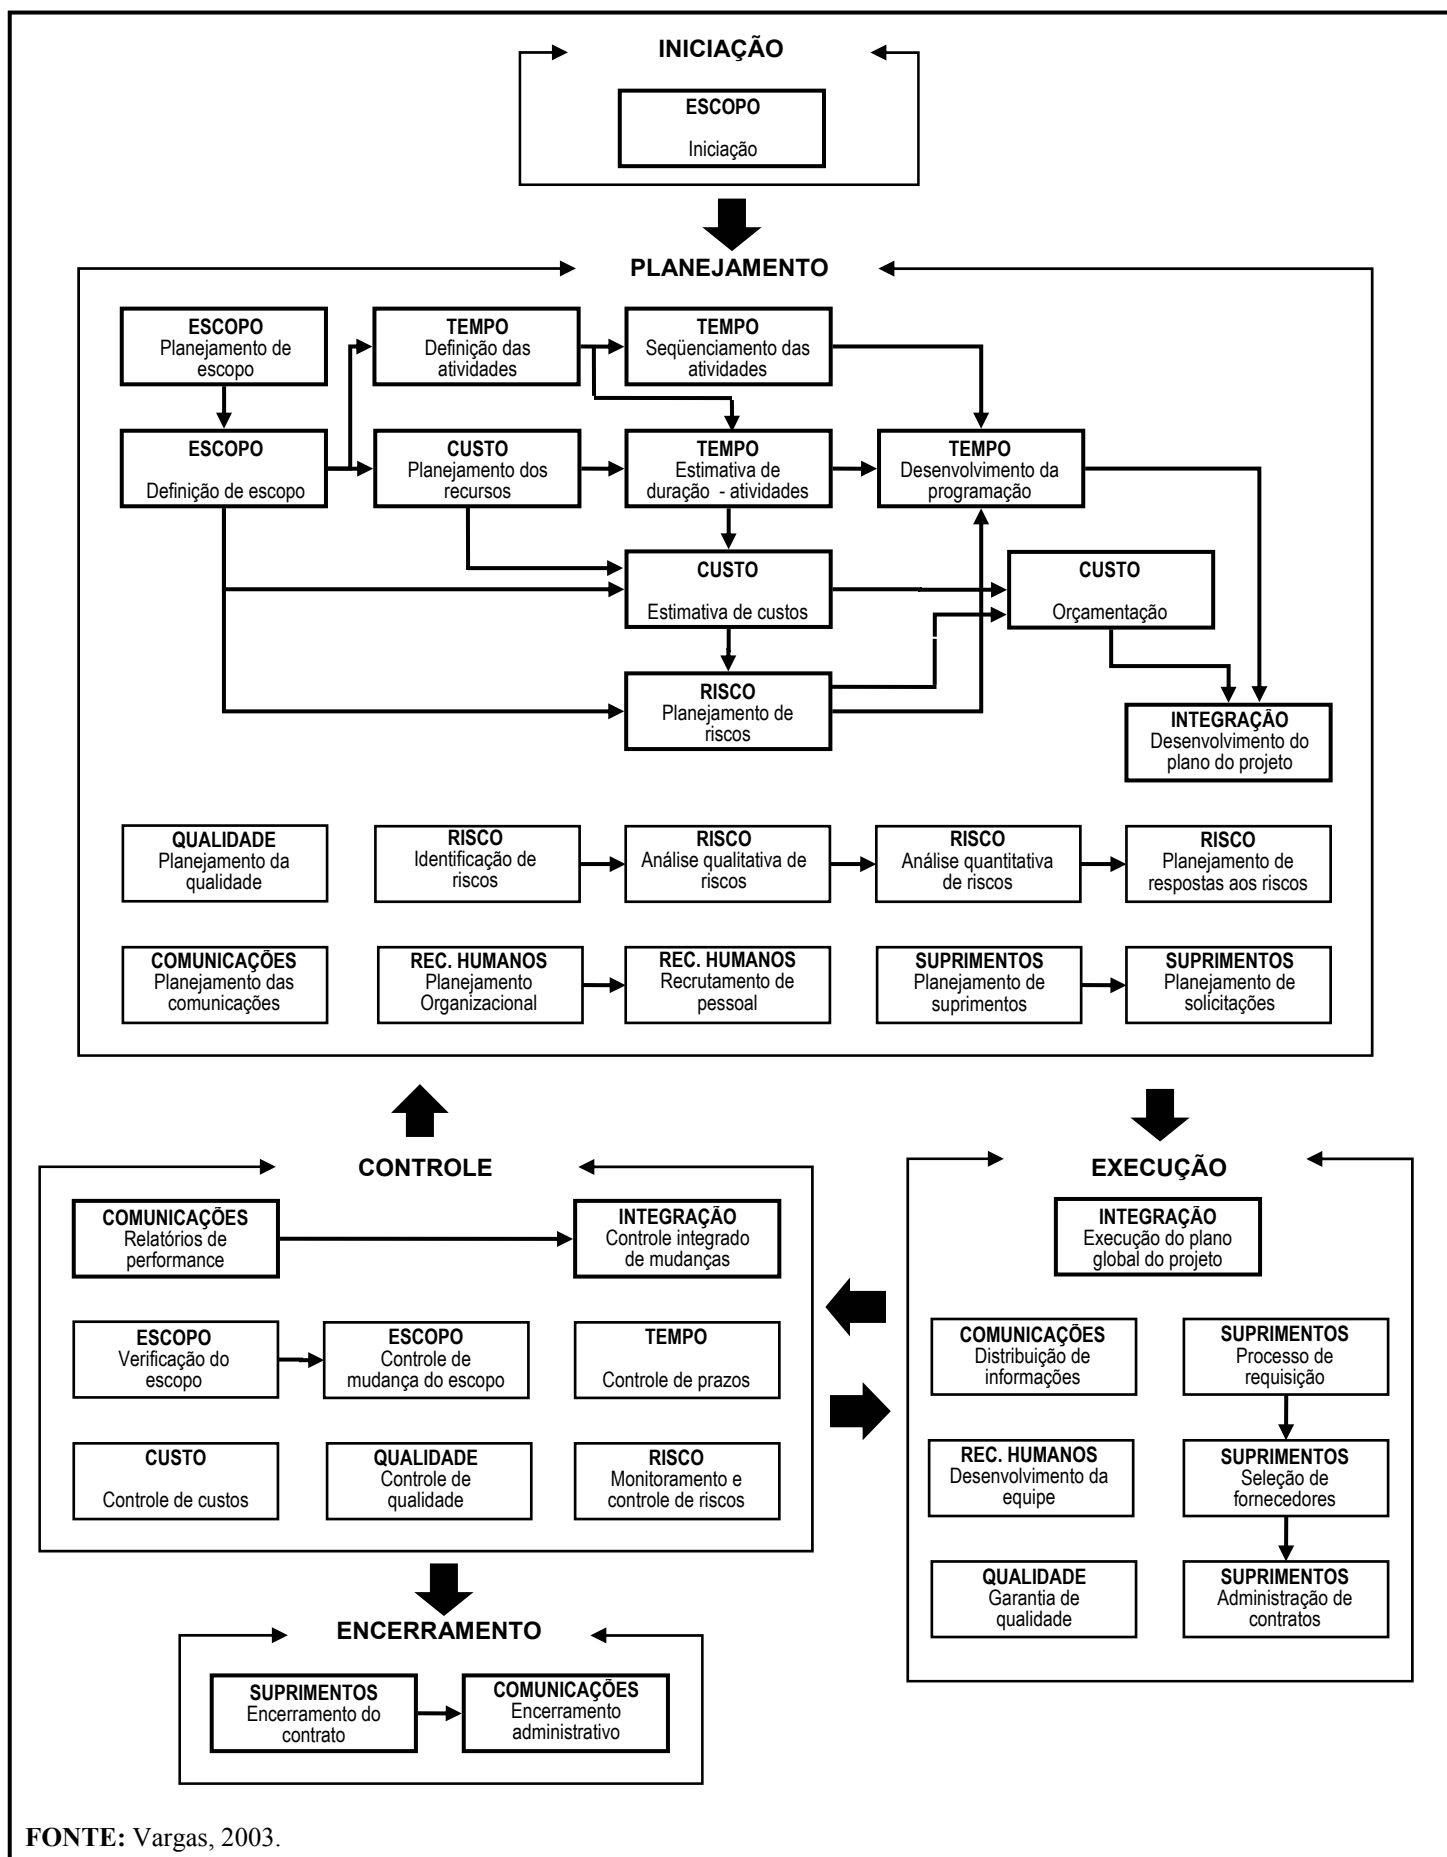 INICIAÇÃO
ESCOPO
Iniciação
PLANEJAMENTO
ESCOPO
Planejamento de
escopo
TEMPO
Definição das
atividades
TEMPO
Seqüenciamento das
atividades
ESCOPO
Definição de escopo
CUSTO
Planejamento dos
recursos
TEMPO
Estimativa de
duração - atividades
TEMPO
Desenvolvimento da
programação
CUSTO
Estimativa de custos
CUSTO
Orçamentação
RISCO
Planejamento de
riscos
INTEGRAÇÃO
Desenvolvimento do
plano do projeto
QUALIDADE
Planejamento da
qualidade
RISCO
Identificação de
riscos
RISCO
Análise qualitativa de
riscos
RISCO
Análise quantitativa
de riscos
RISCO
Planejamento de
respostas aos riscos
COMUNICAÇÕES
Planejamento das
comunicações
REC. HUMANOS
Planejamento
Organizacional
REC. HUMANOS
Recrutamento de
pessoal
SUPRIMENTOS
Planejamento de
suprimentos
SUPRIMENTOS
Planejamento de
solicitações
CONTROLE
COMUNICAÇÕES
Relatórios de
performance
INTEGRAÇÃO
Controle integrado
de mudanças
ESCOPO
Verificação do
escopo
ESCOPO
Controle de
mudança do escopo
TEMPO
Controle de prazos
CUSTO
Controle de custos
QUALIDADE
Controle de
qualidade
RISCO
Monitoramento e
controle de riscos
EXECUÇÃO
INTEGRAÇÃO
Execução do plano
global do projeto
COMUNICAÇÕES
Distribuição de
informações
SUPRIMENTOS
Processo de
requisição
REC. HUMANOS
Desenvolvimento da
equipe
SUPRIMENTOS
Seleção de
fornecedores
QUALIDADE
Garantia de
qualidade
SUPRIMENTOS
Administração de
contratos
ENCERRAMENTO
SUPRIMENTOS
Encerramento do
contrato
COMUNICAÇÕES
Encerramento
administrativo
FONTE: Vargas, 2003.